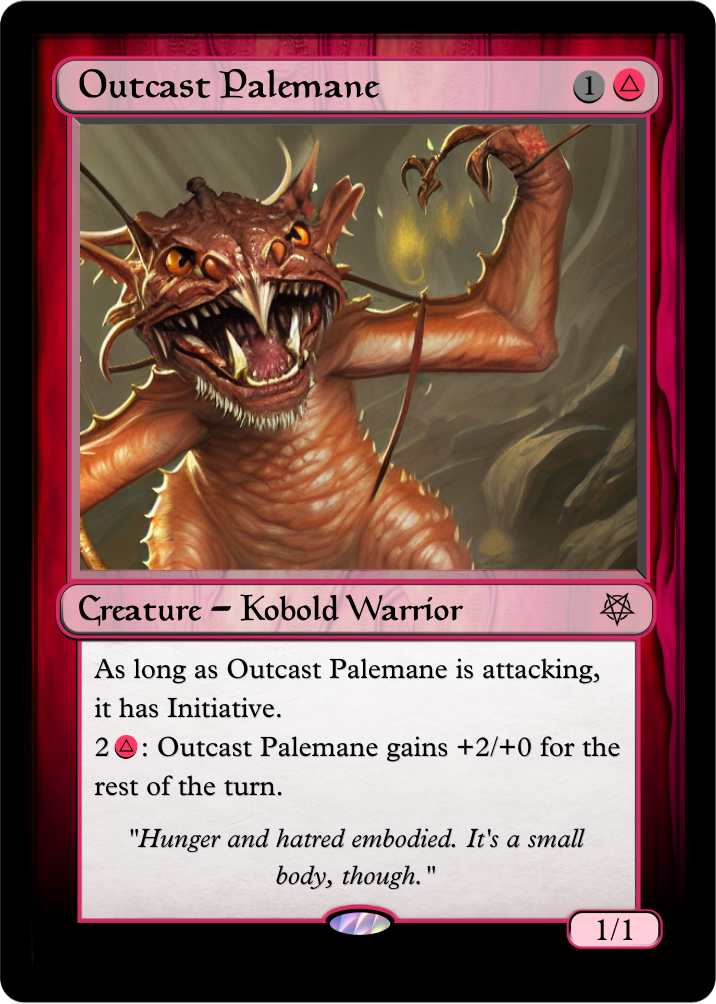 Outcast Palemane 1
Creature – Kobold Warrior
As long as Outcast Palemane is attacking,
it has Initiative.
2 : Outcast Palemane gains +2/+0 for the
rest of the turn.
"Hunger and hatred embodied. It's a small
body, though."
1/1